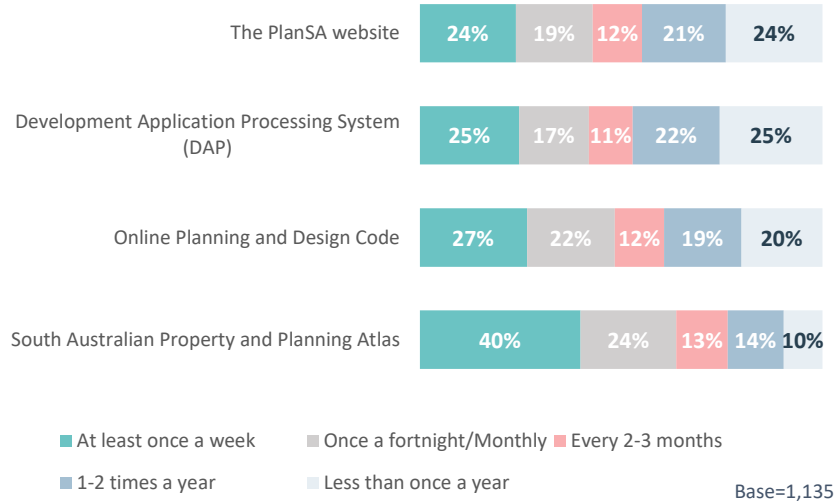 The PlanSA website
24% 19% 12% 21% 24%
Development Application Processing System
(DAP)
25% 17% 11% 22% 25%
Online Planning and Design Code
27% 22% 12% 19% 20%
South Australian Property and Planning Atlas
40% 24% 13% 14% 10%
At least once a week
Once a fortnight/Monthly
Every 2-3 months
1-2 times a year
Less than once a year
Base=1,135